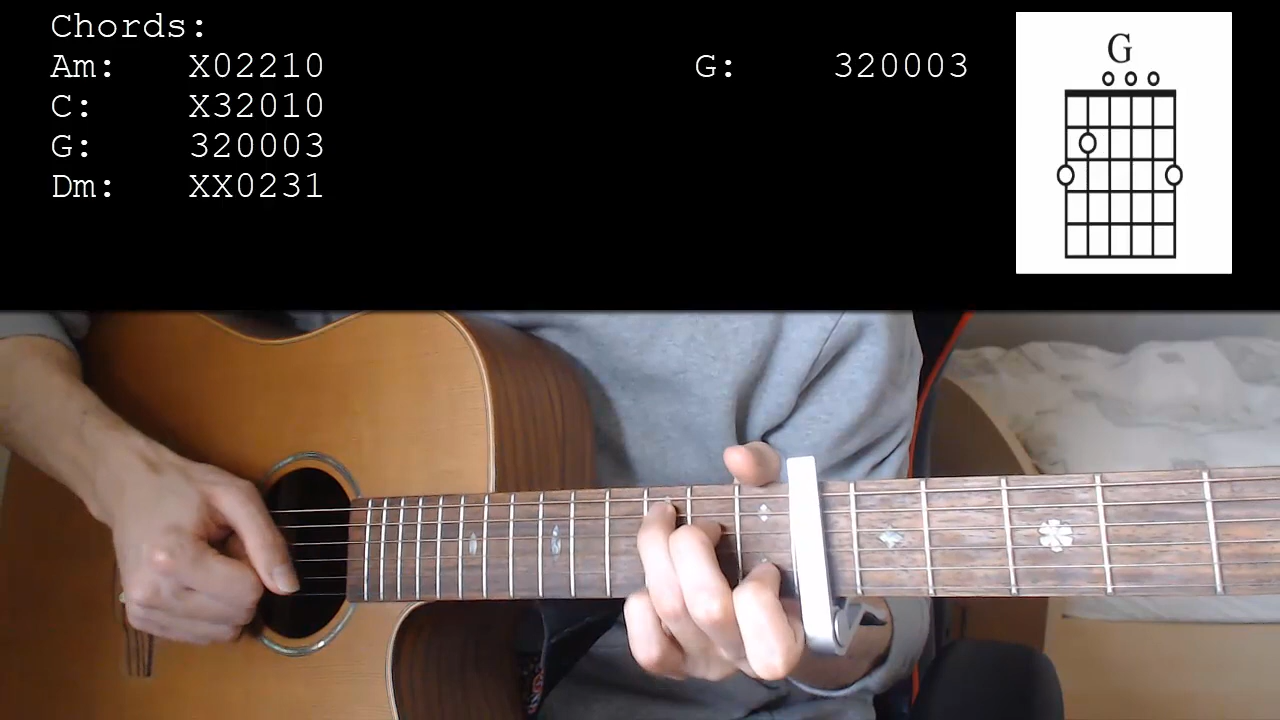 Chords:
Am: X02210
C: X32010
G: 320003
Dm: XX0231
G: 320003
G